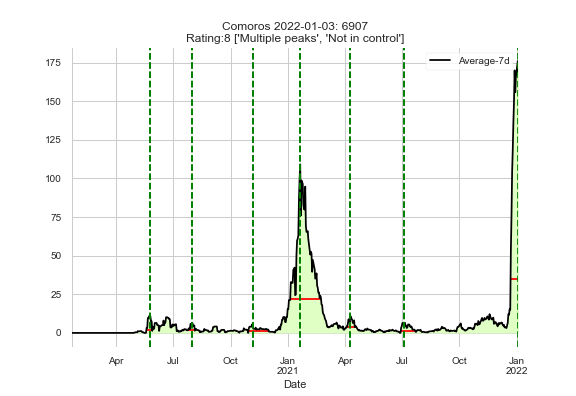 Comoros 2022-01-03: 6907
Rating:8 ['Multiple peaks', 'Not in control']
Average-7d
175
150
125
100
75
50
25
0
Apr
Jul
Oct
Jan
2021
Apr
Jul
Oct
Jan
2022
Date